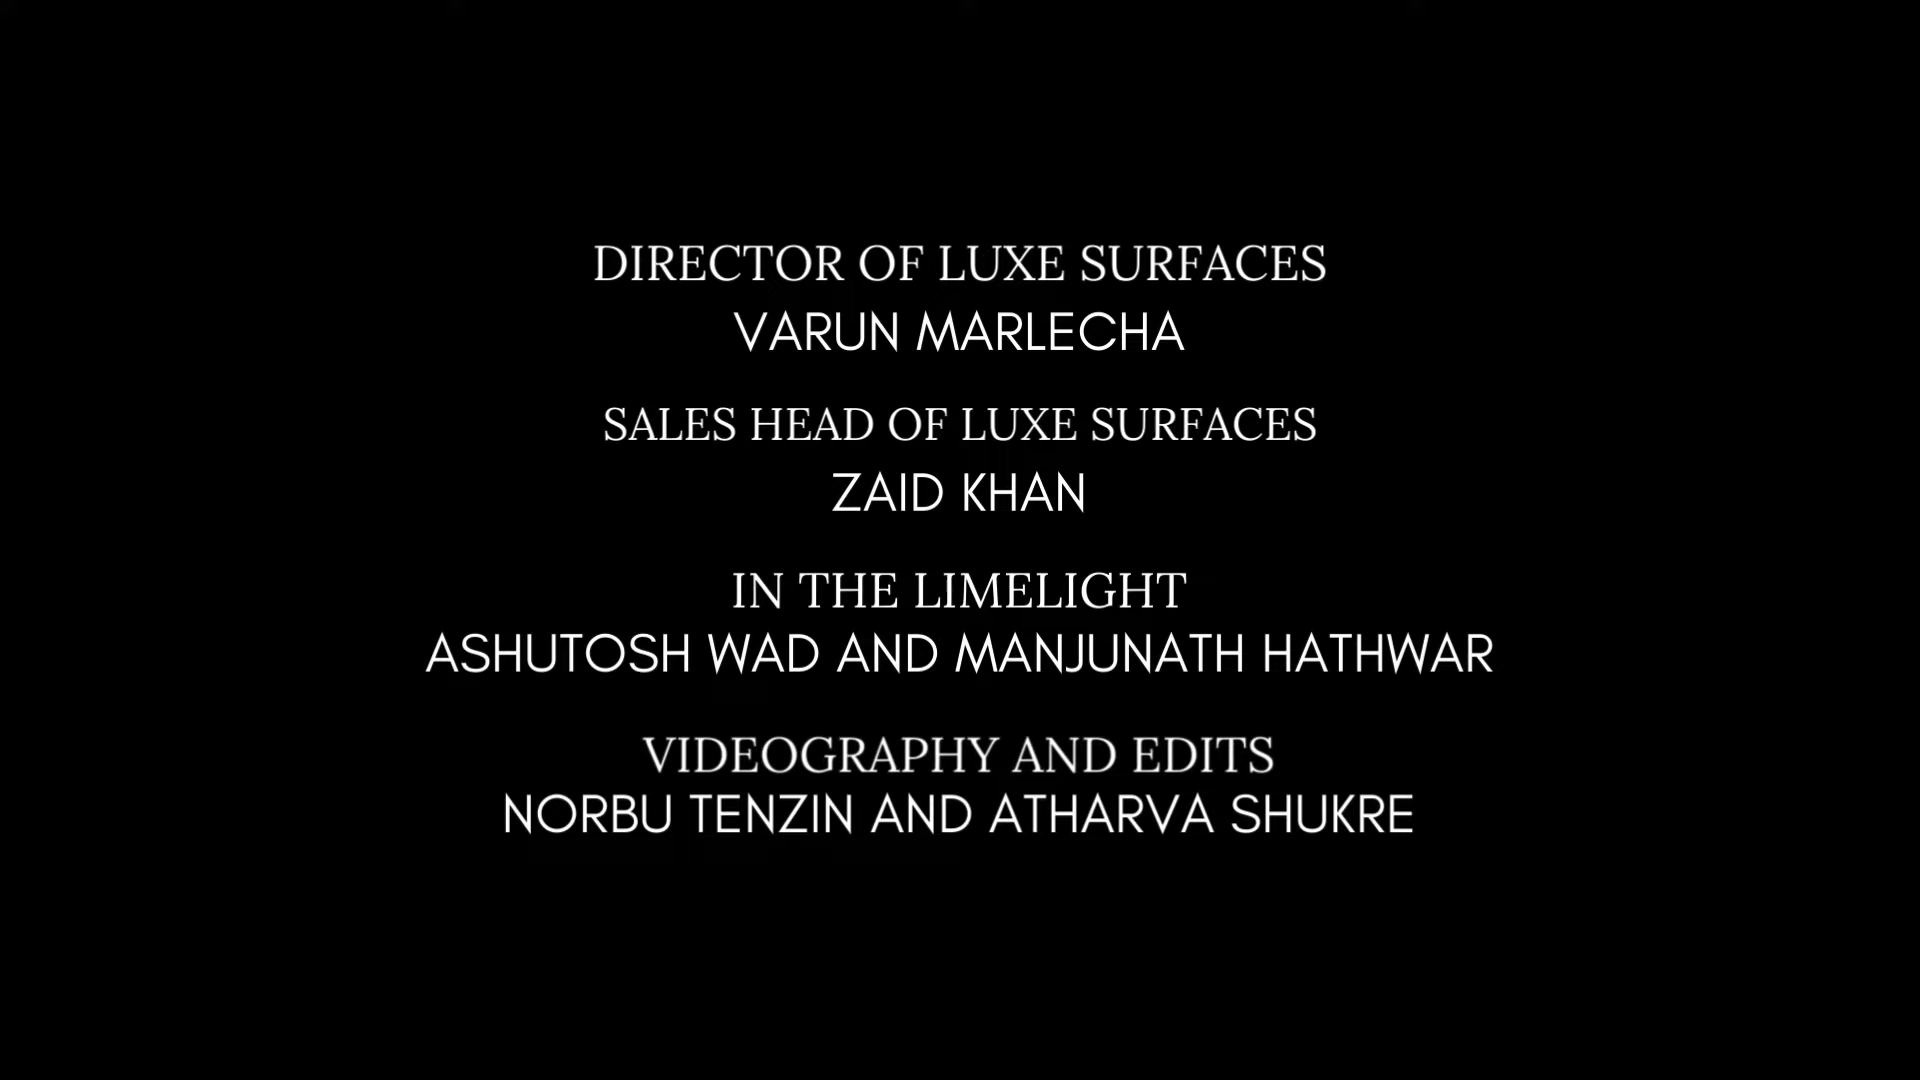 DIRECTOR OF LUXE SURFACES
VARUN MARLECHA
SALES HEAD OF LUXE SURFACES
ZAID KHAN
IN THE LIMELIGHT
ASHUTOSH WAD AND MANJUNATH HATHWAR
VIDEOGRAPHY AND EDITS
NORBU TENZIN AND ATHARVA SHUKRE